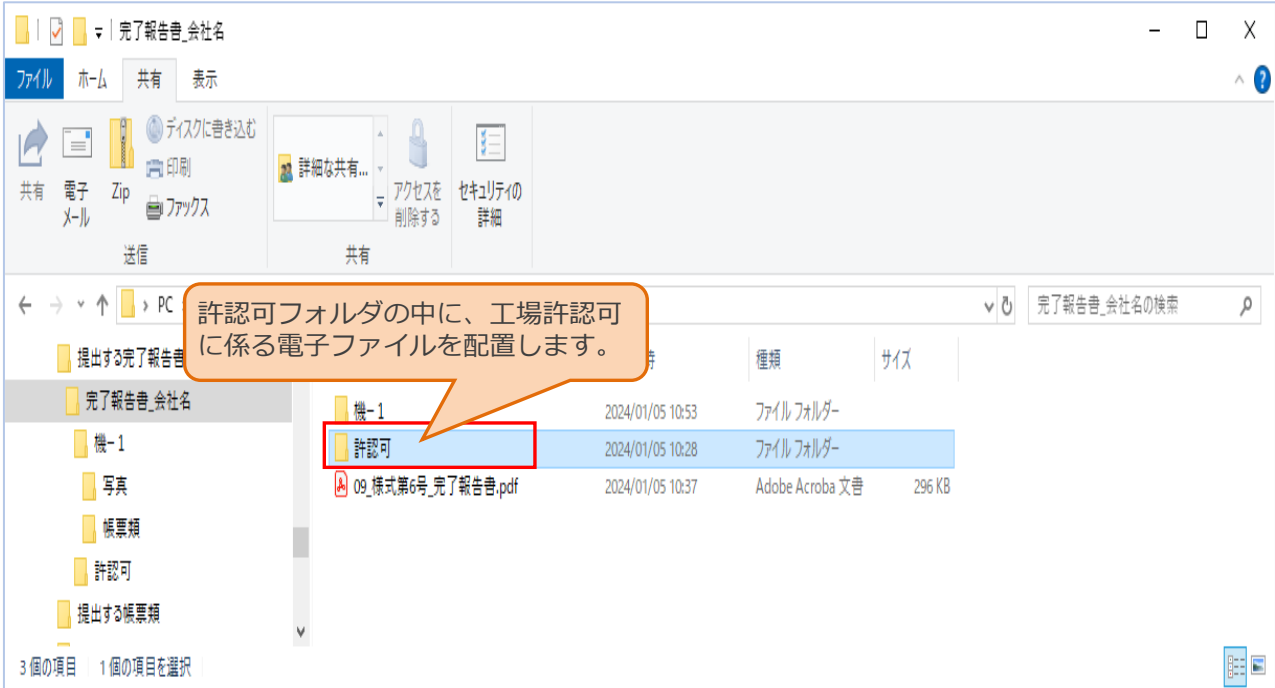 完了報告書_会社名
ファイル ホーム 共有 表示
共有
電子
メール
Zip
ディスクに書き込む
印刷
ファックス
送信
詳細な共有...
アクセスを
削除する
共有
セキュリティの
詳細
PC
完了報告書_会社名の検索
許認可フォルダの中に、工場許認可
に係る電子ファイルを配置します。
種類 サイズ
提出する完了報告書
完了報告書_会社名
機-1
写真
帳票類
許認可
提出する帳票類
機-1 2024/01/05 10:53 ファイル フォルダー
許認可 2024/01/05 10:28 ファイル フォルダー
09_様式第6号_完了報告書.pdf 2024/01/05 10:37 Adobe Acroba 文書 296 KB
3 個の項目 1 個の項目を選択